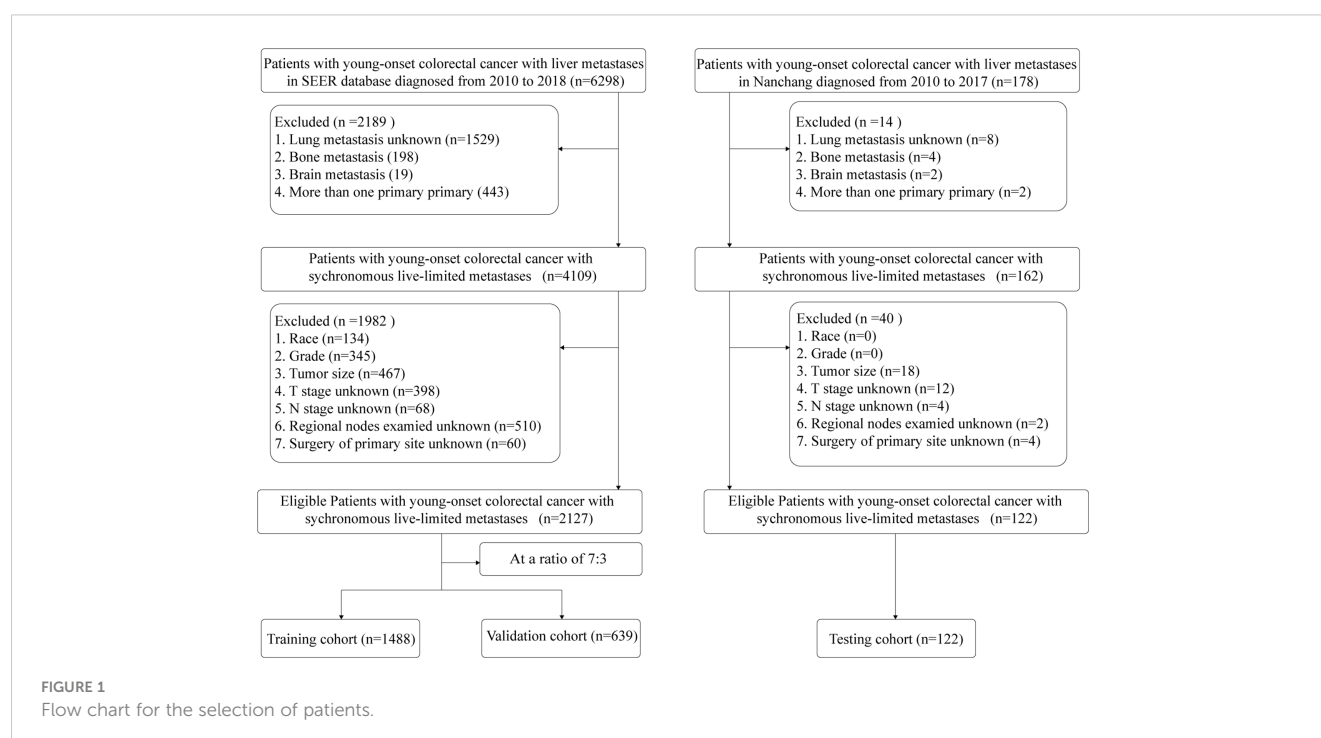 Patients with young-onset colorectal cancer with liver metastases
in SEER database diagnosed from 2010 to 2018 (n=6298)
Excluded (n =2189 )
1. Lung metastasis unknown (n=1529)
2. Bone metastasis (198)
3. Brain metastasis (19)
4. More than one primary primary (443)
Patients with young-onset colorectal cancer with
sychronomous live-limited metastases (n=4109)
Excluded (n =1982 )
1. Race (n=134)
2. Grade (n=345)
3. Tumor size (n=467)
4. T stage unknown (n=398)
5. N stage unknown (n=68)
6. Regional nodes examied unknown (n=510)
7. Surgery of primary site unknown (n=60)
Eligible Patients with young-onset colorectal cancer with
sychronomous live-limited metastases (n=2127)
At a ratio of 7:3
Training cohort (n=1488)
Validation cohort (n=639)
Patients with young-onset colorectal cancer with liver metastases
in Nanchang diagnosed from 2010 to 2017 (n=178)
Excluded (n =14 )
1. Lung metastasis unknown (n=8)
2. Bone metastasis (n=4)
3. Brain metastasis (n=2)
4. More than one primary primary (n=2)
Patients with young-onset colorectal cancer with
sychronomous live-limited metastases (n=162)
Excluded (n =40 )
1. Race (n=0)
2. Grade (n=0)
3. Tumor size (n=18)
4. T stage unknown (n=12)
5. N stage unknown (n=4)
6. Regional nodes examied unknown (n=2)
7. Surgery of primary site unknown (n=4)
Eligible Patients with young-onset colorectal cancer with
sychronomous live-limited metastases (n=122)
Testing cohort (n=122)
FIGURE 1
Flow chart for the selection of patients.